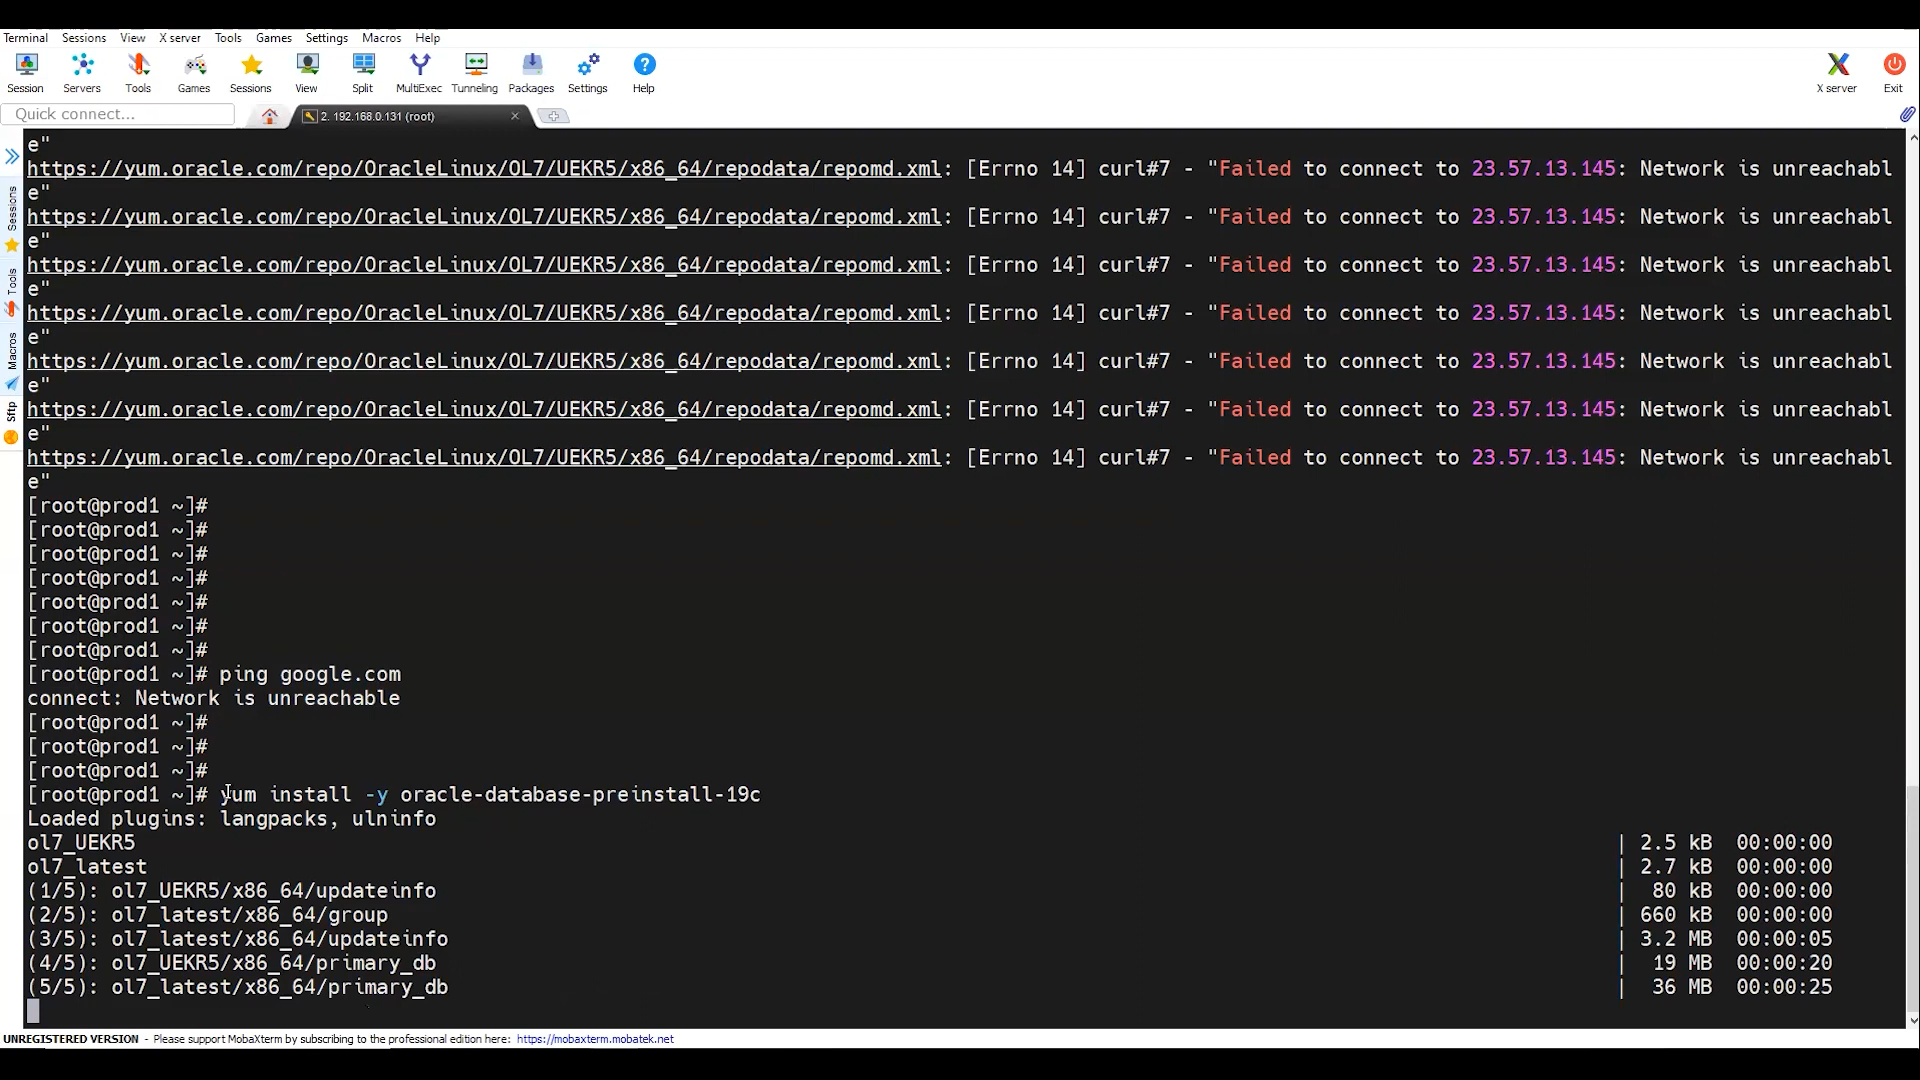 Terminal Sessions View X server Tools Games Settings Macros Help
Session Servers Tools Games Sessions View Split MultiExec Tunneling Packages Settings Help X server Exit
Quick connect... 2. 192.168.0.131 (root)
Sessions
Tools
Macros
Sftp
e"
https://yum.oracle.com/repo/OracleLinux/OL7/UEKR5/x86_64/repodata/repomd.xml: [Errno 14] curl#7 - "Failed to connect to 23.57.13.145: Network is unreachabl
e"
https://yum.oracle.com/repo/OracleLinux/OL7/UEKR5/x86_64/repodata/repomd.xml: [Errno 14] curl#7 - "Failed to connect to 23.57.13.145: Network is unreachabl
e"
https://yum.oracle.com/repo/OracleLinux/OL7/UEKR5/x86_64/repodata/repomd.xml: [Errno 14] curl#7 - "Failed to connect to 23.57.13.145: Network is unreachabl
e"
https://yum.oracle.com/repo/OracleLinux/OL7/UEKR5/x86_64/repodata/repomd.xml: [Errno 14] curl#7 - "Failed to connect to 23.57.13.145: Network is unreachabl
e"
https://yum.oracle.com/repo/OracleLinux/OL7/UEKR5/x86_64/repodata/repomd.xml: [Errno 14] curl#7 - "Failed to connect to 23.57.13.145: Network is unreachabl
e"
https://yum.oracle.com/repo/OracleLinux/OL7/UEKR5/x86_64/repodata/repomd.xml: [Errno 14] curl#7 - "Failed to connect to 23.57.13.145: Network is unreachabl
e"
https://yum.oracle.com/repo/OracleLinux/OL7/UEKR5/x86_64/repodata/repomd.xml: [Errno 14] curl#7 - "Failed to connect to 23.57.13.145: Network is unreachabl
e"
[root@prod1 ~]#
[root@prod1 ~]#
[root@prod1 ~]#
[root@prod1 ~]#
[root@prod1 ~]#
[root@prod1 ~]#
[root@prod1 ~]#
[root@prod1 ~]# ping google.com
connect: Network is unreachable
[root@prod1 ~]#
[root@prod1 ~]#
[root@prod1 ~]#
[root@prod1 ~]# yum install -y oracle-database-preinstall-19c
Loaded plugins: langpacks, ulninfo
ol7_UEKR5 | 2.5 kB 00:00:00
ol7_latest | 2.7 kB 00:00:00
(1/5): ol7_UEKR5/x86_64/updateinfo | 80 kB 00:00:00
(2/5): ol7_latest/x86_64/group | 660 kB 00:00:00
(3/5): ol7_latest/x86_64/updateinfo | 3.2 MB 00:00:05
(4/5): ol7_UEKR5/x86_64/primary_db | 19 MB 00:00:20
(5/5): ol7_latest/x86_64/primary_db | 36 MB 00:00:25
UNREGISTERED VERSION - Please support MobaXterm by subscribing to the professional edition here: https://mobaxterm.mobatek.net